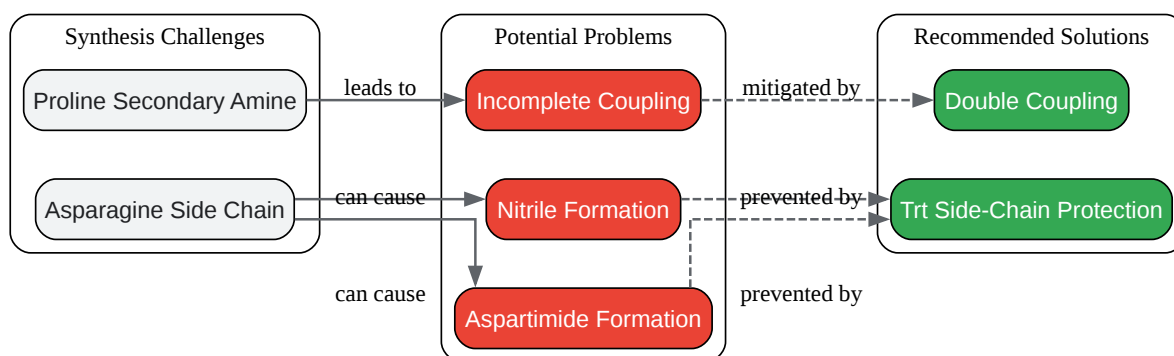 Synthesis Challenges
Potential Problems
Recommended Solutions
Proline Secondary Amine
leads to
Incomplete Coupling
mitigated by
Double Coupling
Asparagine Side Chain
can cause
Nitrile Formation
prevented by
Trt Side-Chain Protection
can cause
Aspartimide Formation
prevented by